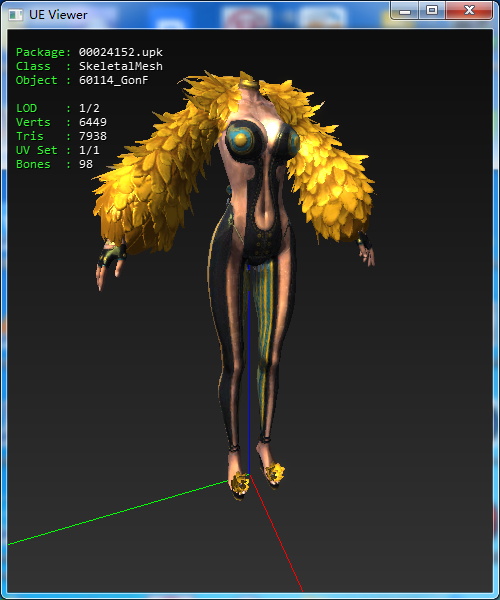 UE Viewer
Package: 00024152.upk
Class : SkeletalMesh
Object : 60114_GonF
LOD : 1/2
Verts : 6449
Tris : 7938
UV Set : 1/1
Bones : 98